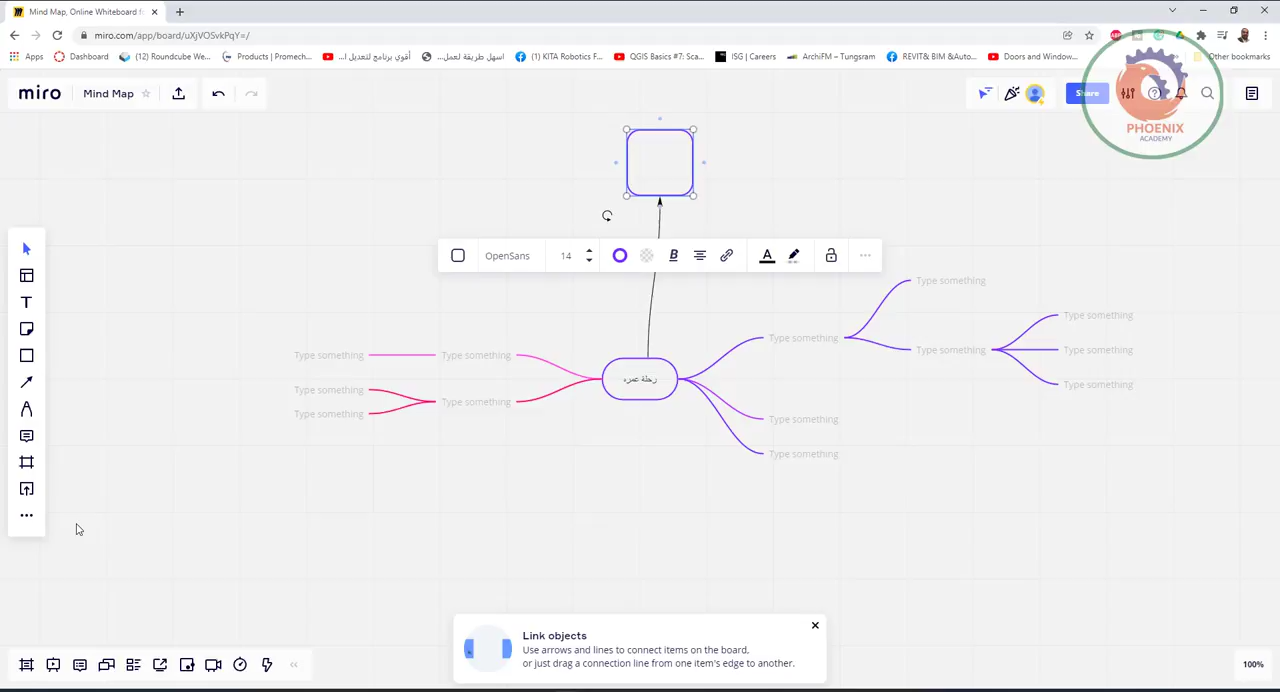 Mind Map, Online Whiteboard fo
miro.com/app/board/uXjVOSvkPqY=/
Apps
Dashboard
(12) Roundcube We...
Products | Promech...
أقوي برنامج لتعديل ا...
اسهل طريقة لعمل...
(1) KITA Robotics F...
QGIS Basics #7: Sca...
ISG | Careers
ArchiFM – Tungsram
REVIT& BIM &Auto...
Doors and Window...
Other bookmarks
miro
Mind Map
Share
PHOENIX
ACADEMY
OpenSans
14
B
A
Type something
Type something
Type something
Type something
Type something
Type something
Type something
رحلة عمره
Type something
Type something
Type something
Type something
Type something
Type something
Link objects
Use arrows and lines to connect items on the board,
or just drag a connection line from one item's edge to another.
100%